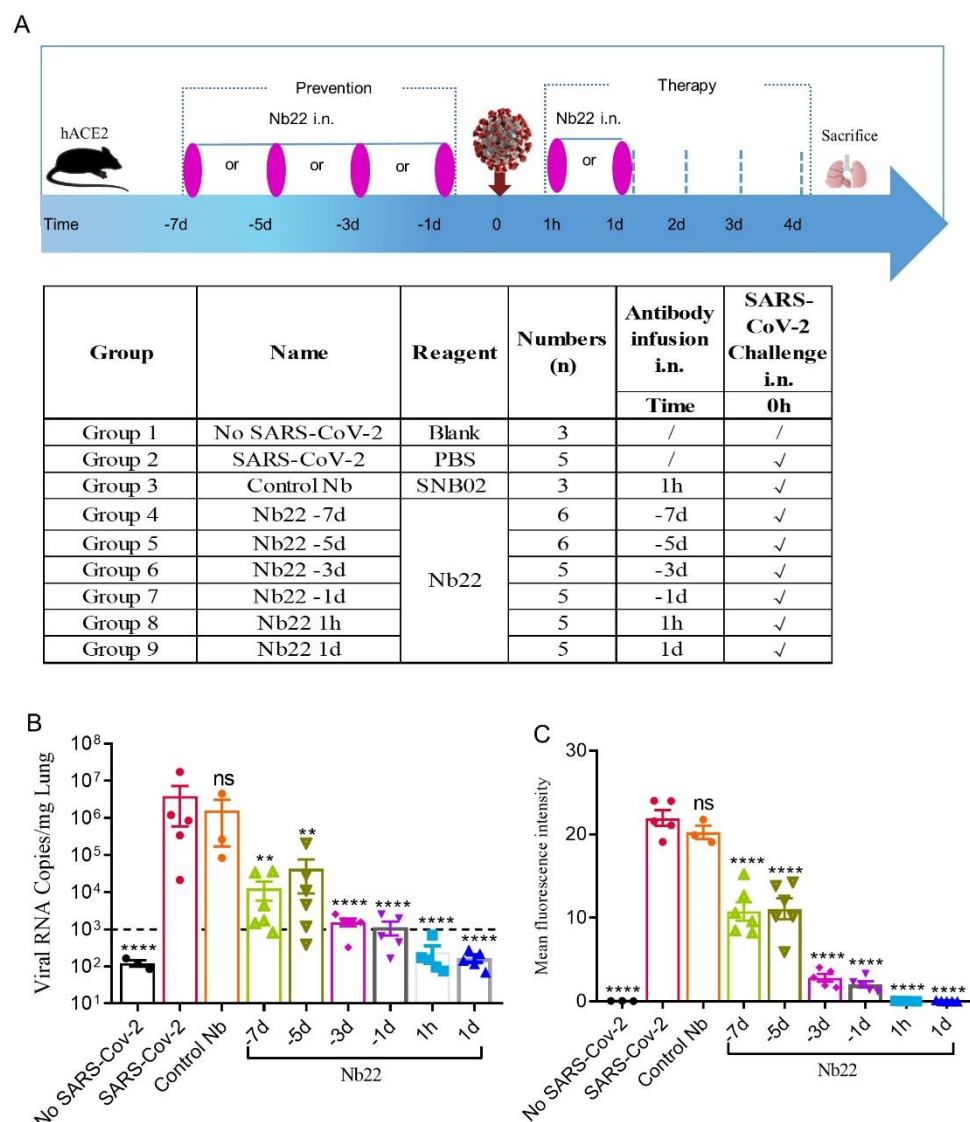 A
Prevention
Therapy
Nb22 i.n.
Nb22 i.n.
hACE2
Sacrifice
or or or or
Time -7d -5d -3d -1d 0 1h 1d 2d 3d 4d
Group Name Reagent Numbers (n) Antibody infusion i.n. SARS-CoV-2 Challenge i.n.
Time 0h
Group 1 No SARS-CoV-2 Blank 3 / /
Group 2 SARS-CoV-2 PBS 5 / √
Group 3 Control Nb SNB02 3 1h √
Group 4 Nb22 -7d Nb22 6 -7d √
Group 5 Nb22 -5d 6 -5d √
Group 6 Nb22 -3d 5 -3d √
Group 7 Nb22 -1d 5 -1d √
Group 8 Nb22 1h 5 1h √
Group 9 Nb22 1d 5 1d √
B
Viral RNA Copies/mg Lung
10⁸
10⁷
10⁶
10⁵
10⁴
10³
10²
10¹
**** ns ** ** **** **** **** ****
No SARS-Cov-2 SARS-Cov-2 Control Nb -7d -5d -3d -1d 1h 1d
Nb22
C
Mean fluorescence intensity
30
20
10
0
**** ns **** **** **** **** **** ****
No SARS-Cov-2 SARS-Cov-2 Control Nb -7d -5d -3d -1d 1h 1d
Nb22